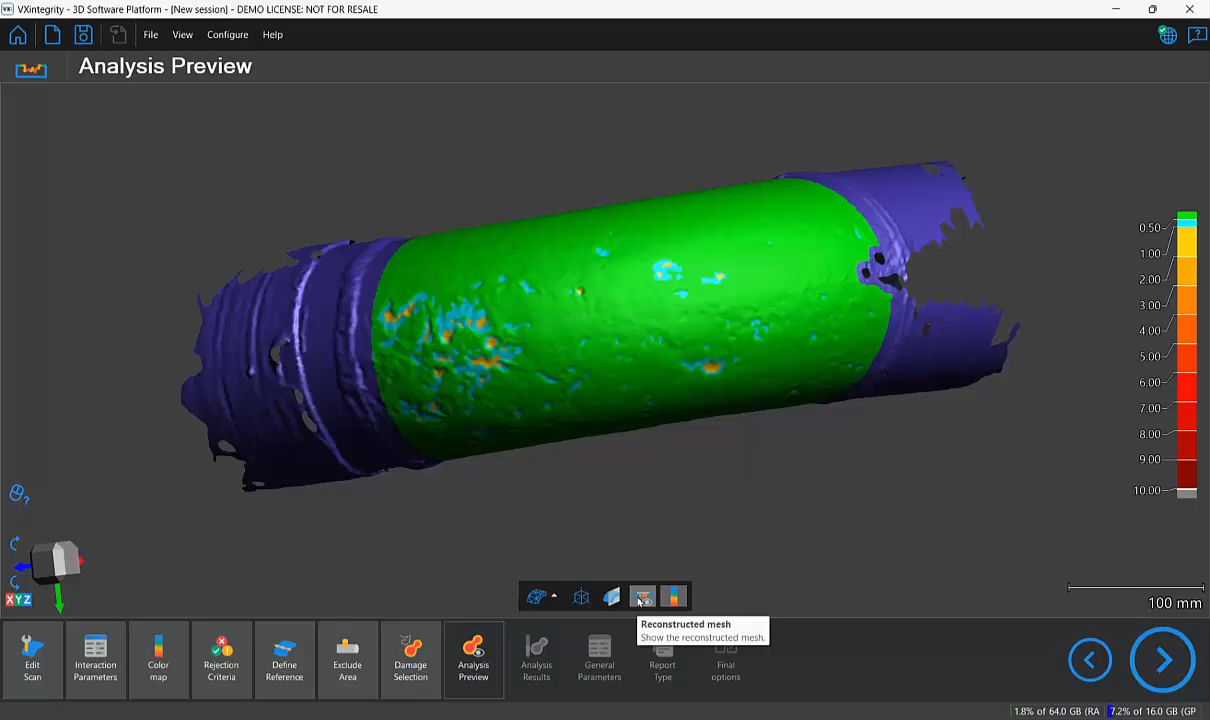 VXintegrity - 3D Software Platform - [New session] - DEMO LICENSE: NOT FOR RESALE
File View Configure Help
Analysis Preview
0.50
1.00
2.00
3.00
4.00
5.00
6.00
7.00
8.00
9.00
10.00
XYZ
100 mm
Reconstructed mesh
Show the reconstructed mesh.
Edit
Scan
Interaction
Parameters
Color
map
Rejection
Criteria
Define
Reference
Exclude
Area
Damage
Selection
Analysis
Preview
Analysis
Results
General
Parameters
Report
Type
Final
options
1.8% of 64.0 GB (RA
7.2% of 16.0 GB (GP